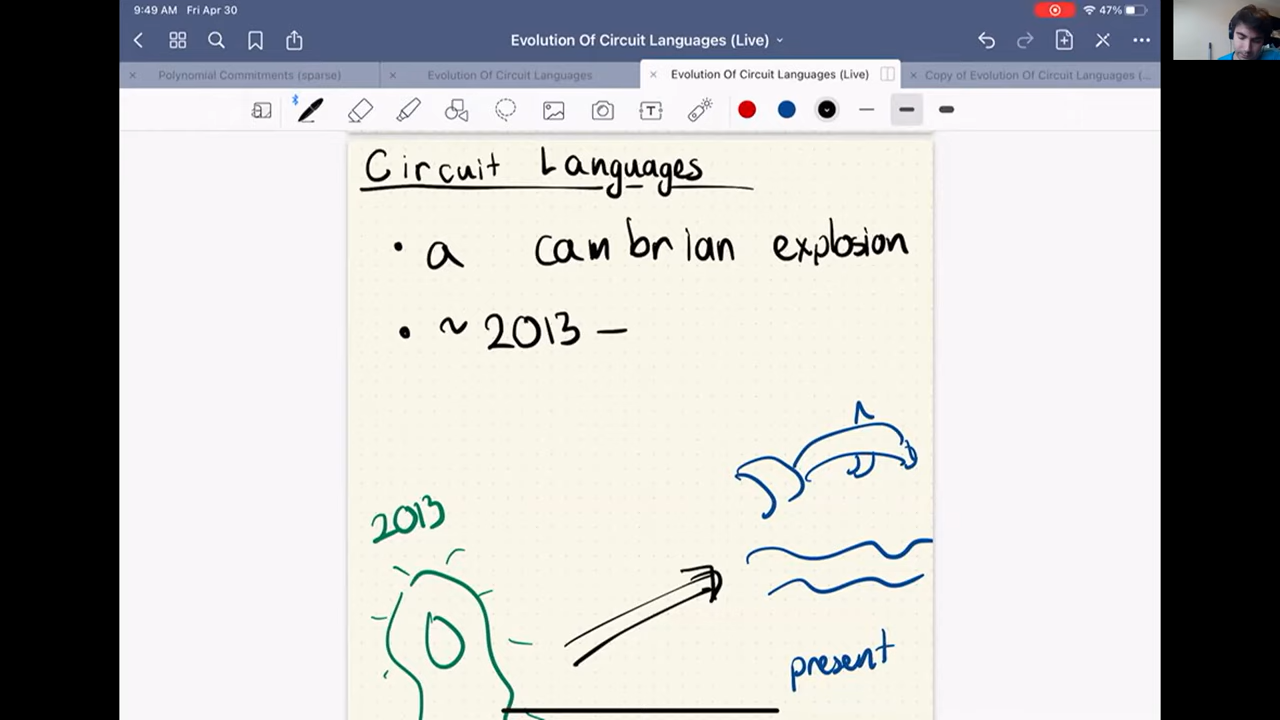 9:49 AM Fri Apr 30
47%
Evolution Of Circuit Languages (Live)
Polynomial Commitments (sparse)
Evolution Of Circuit Languages
Evolution Of Circuit Languages (Live)
Copy of Evolution Of Circuit Languages (...
T
Circuit Languages
• a cambrian explosion
• ~ 2013 –
2013
present